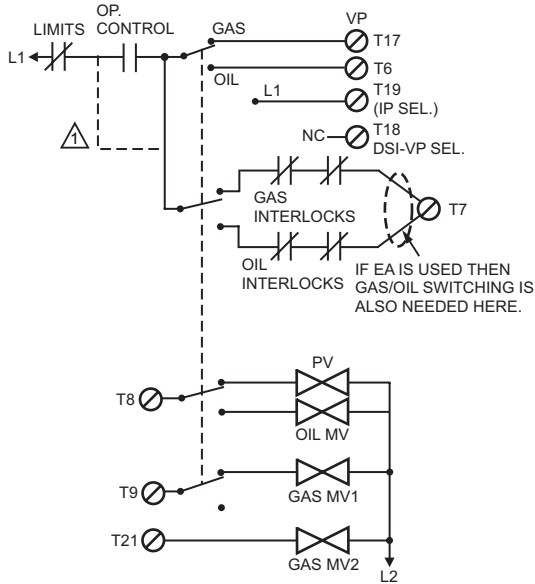 OP.
CONTROL
LIMITS
L1
GAS
VP
T17
OIL
T6
L1
T19
(IP SEL.)
1
NC
T18
DSI-VP SEL.
GAS
INTERLOCKS
T7
OIL
INTERLOCKS
IF EA IS USED THEN
GAS/OIL SWITCHING IS
ALSO NEEDED HERE.
PV
T8
OIL MV
T9
GAS MV1
T21
GAS MV2
L2